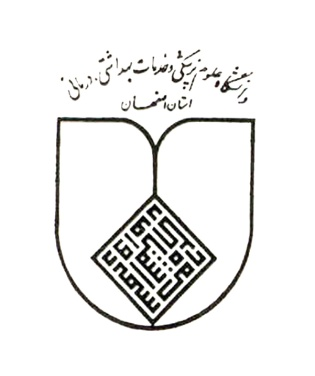 دانشگاه علوم پزشکی و خدمات بهداشتی، درمانی
استان اصفهان